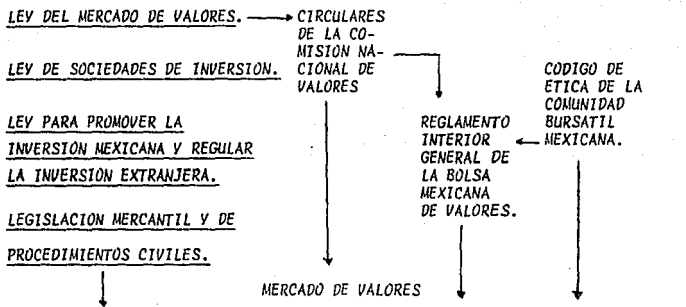 LEY DEL MERCADO DE VALORES.
LEY DE SOCIEDADES DE INVERSION.
LEY PARA PROMOVER LA
INVERSION MEXICANA Y REGULAR
LA INVERSION EXTRANJERA.
LEGISLACION MERCANTIL Y DE
PROCEDIMIENTOS CIVILES.
CIRCULARES
DE LA CO-
MISION NA-
CIONAL DE
VALORES
REGLAMENTO
INTERIOR
GENERAL DE
LA BOLSA
MEXICANA
DE VALORES.
CODIGO DE
ETICA DE LA
COMUNIDAD
BURSATIL
MEXICANA.
MERCADO DE VALORES